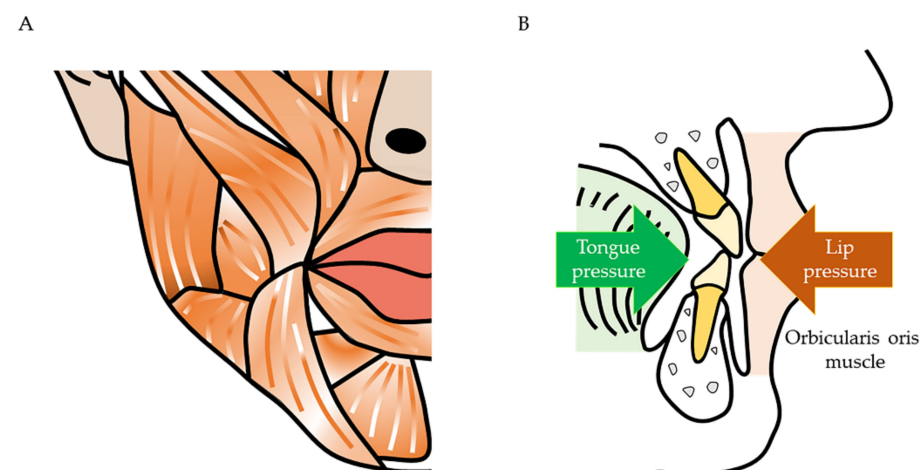 A
B
Tongue
pressure
Lip
pressure
Orbicularis oris
muscle